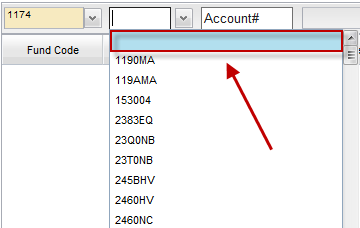 1174 Account#
Fund Code
1190MA
119AMA
153004
2383EQ
23Q0NB
23T0NB
245BHV
2460HV
2460NC